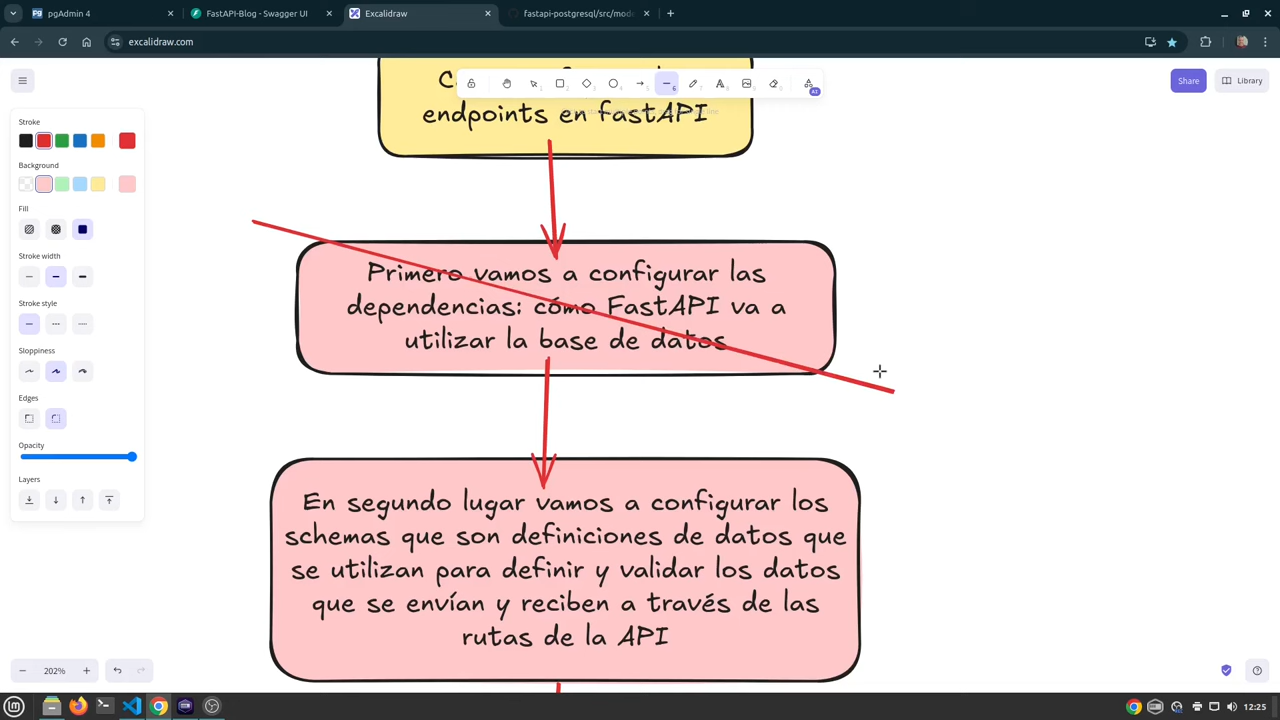 pgAdmin 4
FastAPI-Blog - Swagger UI
Excalidraw
fastapi-postgresql/src/mod
excalidraw.com
endpoints en fastAPI
Share
Library
Stroke
Background
Fill
Stroke width
Stroke style
Sloppiness
Edges
Opacity
Layers
Primero vamos a configurar las
dependencias: cómo FastAPI va a
utilizar la base de datos
En segundo lugar vamos a configurar los
schemas que son definiciones de datos que
se utilizan para definir y validar los datos
que se envían y reciben a través de las
rutas de la API
202%
12:25